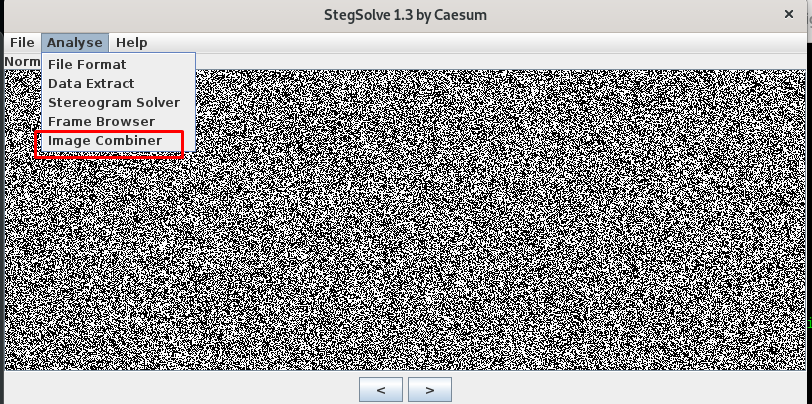 StegSolve 1.3 by Caesum ×
File Analyse Help
Norm
File Format
Data Extract
Stereogram Solver
Frame Browser
Image Combiner
< >